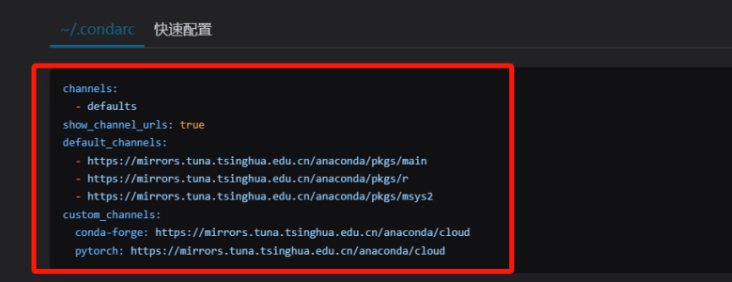 ~/.condarc 快速配置
channels:
  - defaults
show_channel_urls: true
default_channels:
  - https://mirrors.tuna.tsinghua.edu.cn/anaconda/pkgs/main
  - https://mirrors.tuna.tsinghua.edu.cn/anaconda/pkgs/r
  - https://mirrors.tuna.tsinghua.edu.cn/anaconda/pkgs/msys2
custom_channels:
  conda-forge: https://mirrors.tuna.tsinghua.edu.cn/anaconda/cloud
  pytorch: https://mirrors.tuna.tsinghua.edu.cn/anaconda/cloud